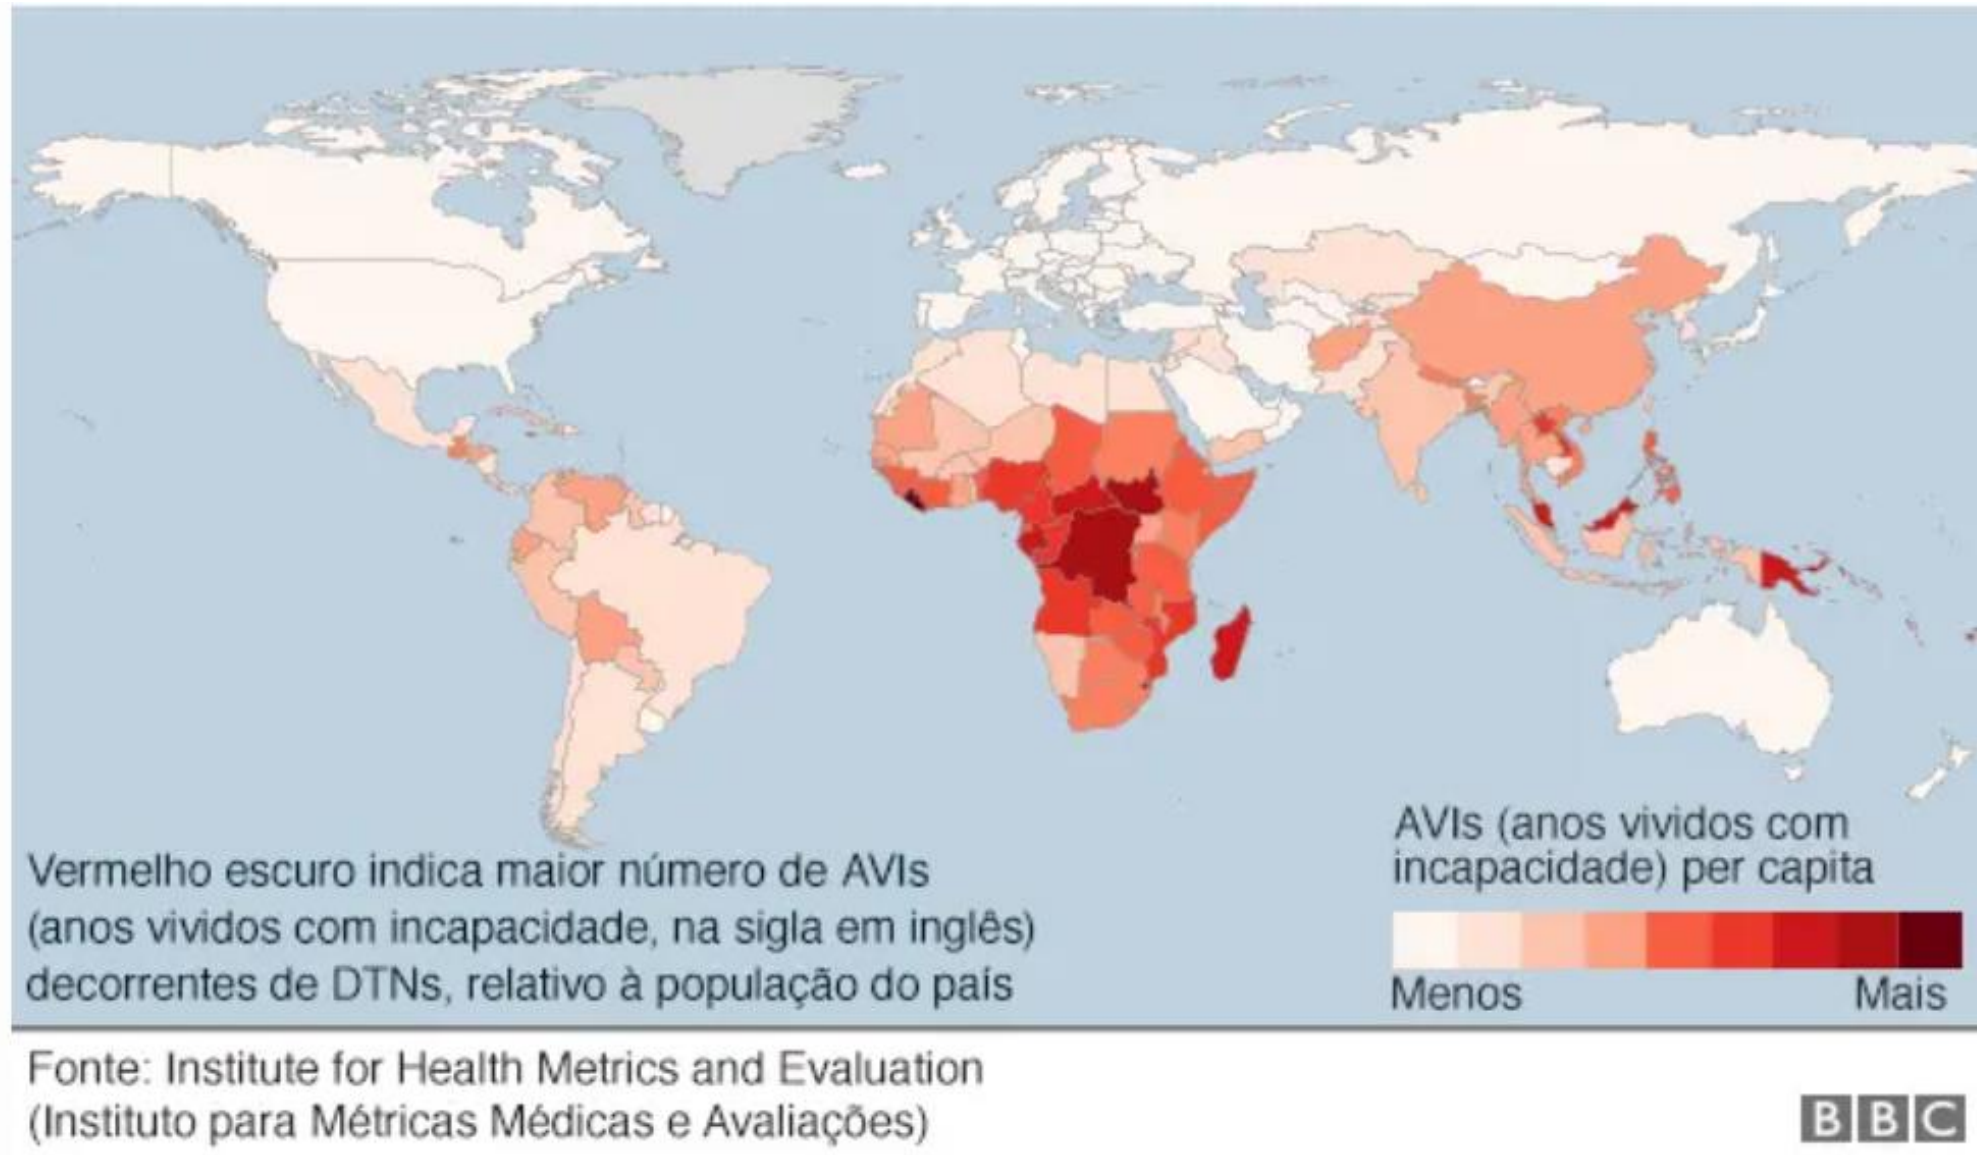 AVIs (anos vividos com
incapacidade) per capita
Menos
Mais
Vermelho escuro indica maior número de AVIs
(anos vividos com incapacidade, na sigla em inglês)
decorrentes de DTNs, relativo à população do país
Fonte: Institute for Health Metrics and Evaluation
(Instituto para Métricas Médicas e Avaliações)
BBC